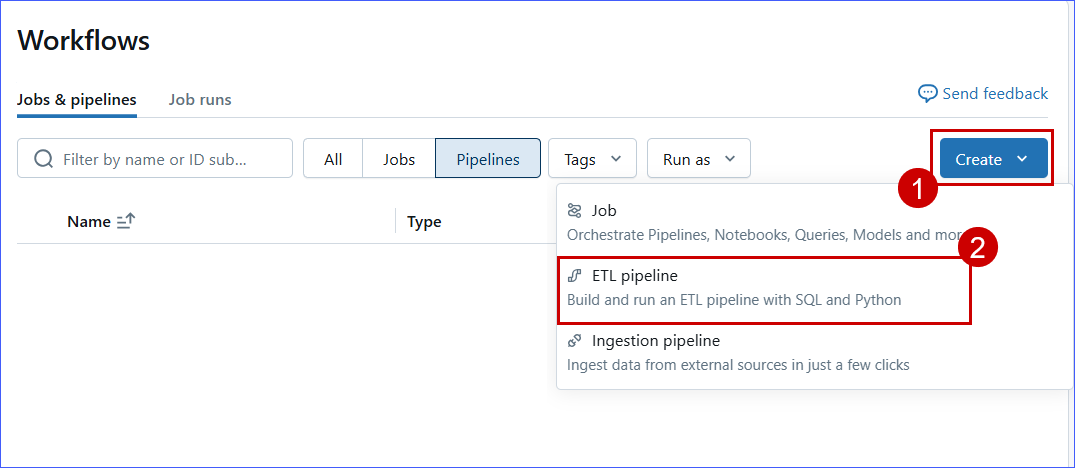 Workflows
Jobs & pipelines
Job runs
Send feedback
Filter by name or ID sub...
All
Jobs
Pipelines
Tags
Run as
Create
1
Name
Type
Job
Orchestrate Pipelines, Notebooks, Queries, Models and mor
2
ETL pipeline
Build and run an ETL pipeline with SQL and Python
Ingestion pipeline
Ingest data from external sources in just a few clicks